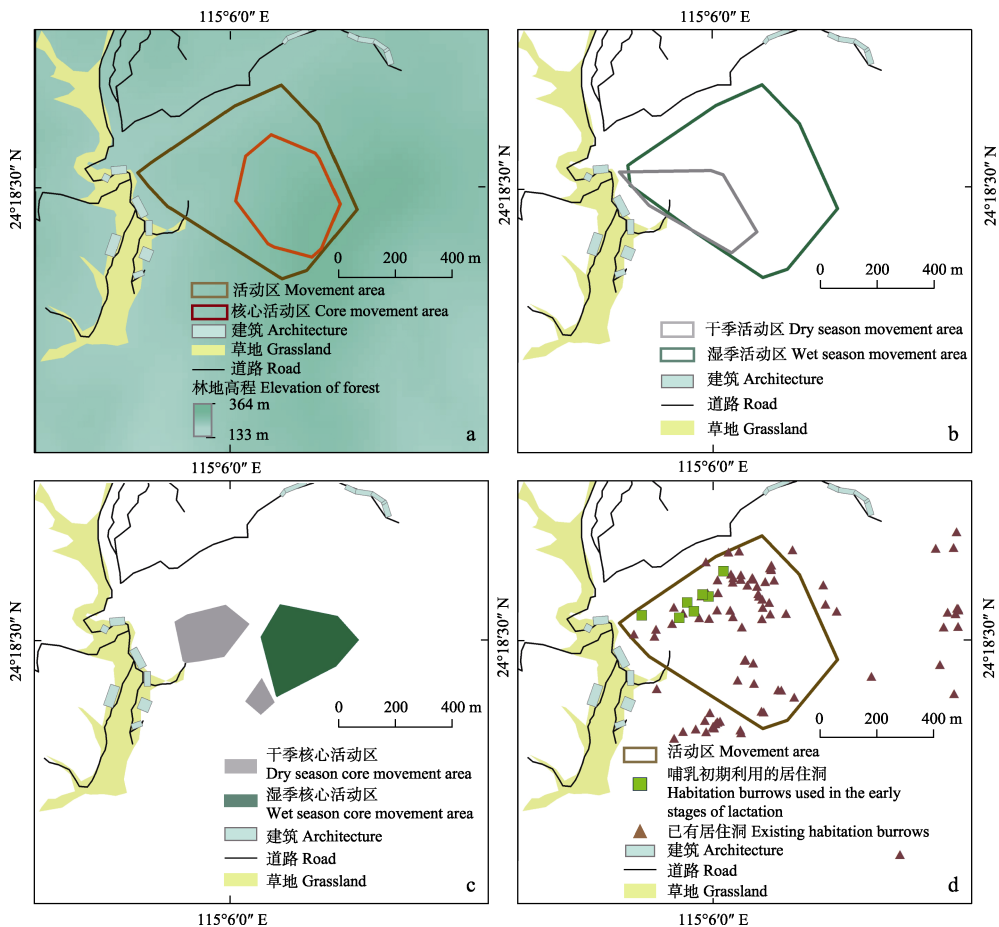 115°6′0″ E
115°6′0″ E
24°18′30″ N
24°18′30″ N
24°18′30″ N
0 200 400 m
活动区 Movement area
核心活动区 Core movement area
建筑 Architecture
草地 Grassland
道路 Road
林地高程 Elevation of forest
364 m
133 m
a
0 200 400 m
干季活动区 Dry season movement area
湿季活动区 Wet season movement area
建筑 Architecture
道路 Road
草地 Grassland
b
115°6′0″ E
115°6′0″ E
24°18′30″ N
24°18′30″ N
24°18′30″ N
0 200 400 m
干季核心活动区
Dry season core movement area
湿季核心活动区
Wet season core movement area
建筑 Architecture
道路 Road
草地 Grassland
c
0 200 400 m
活动区 Movement area
哺乳初期利用的居住洞
Habitation burrows used in the early
stages of lactation
已有居住洞 Existing habitation burrows
建筑 Architecture
道路 Road
草地 Grassland
d
115°6′0″ E
115°6′0″ E